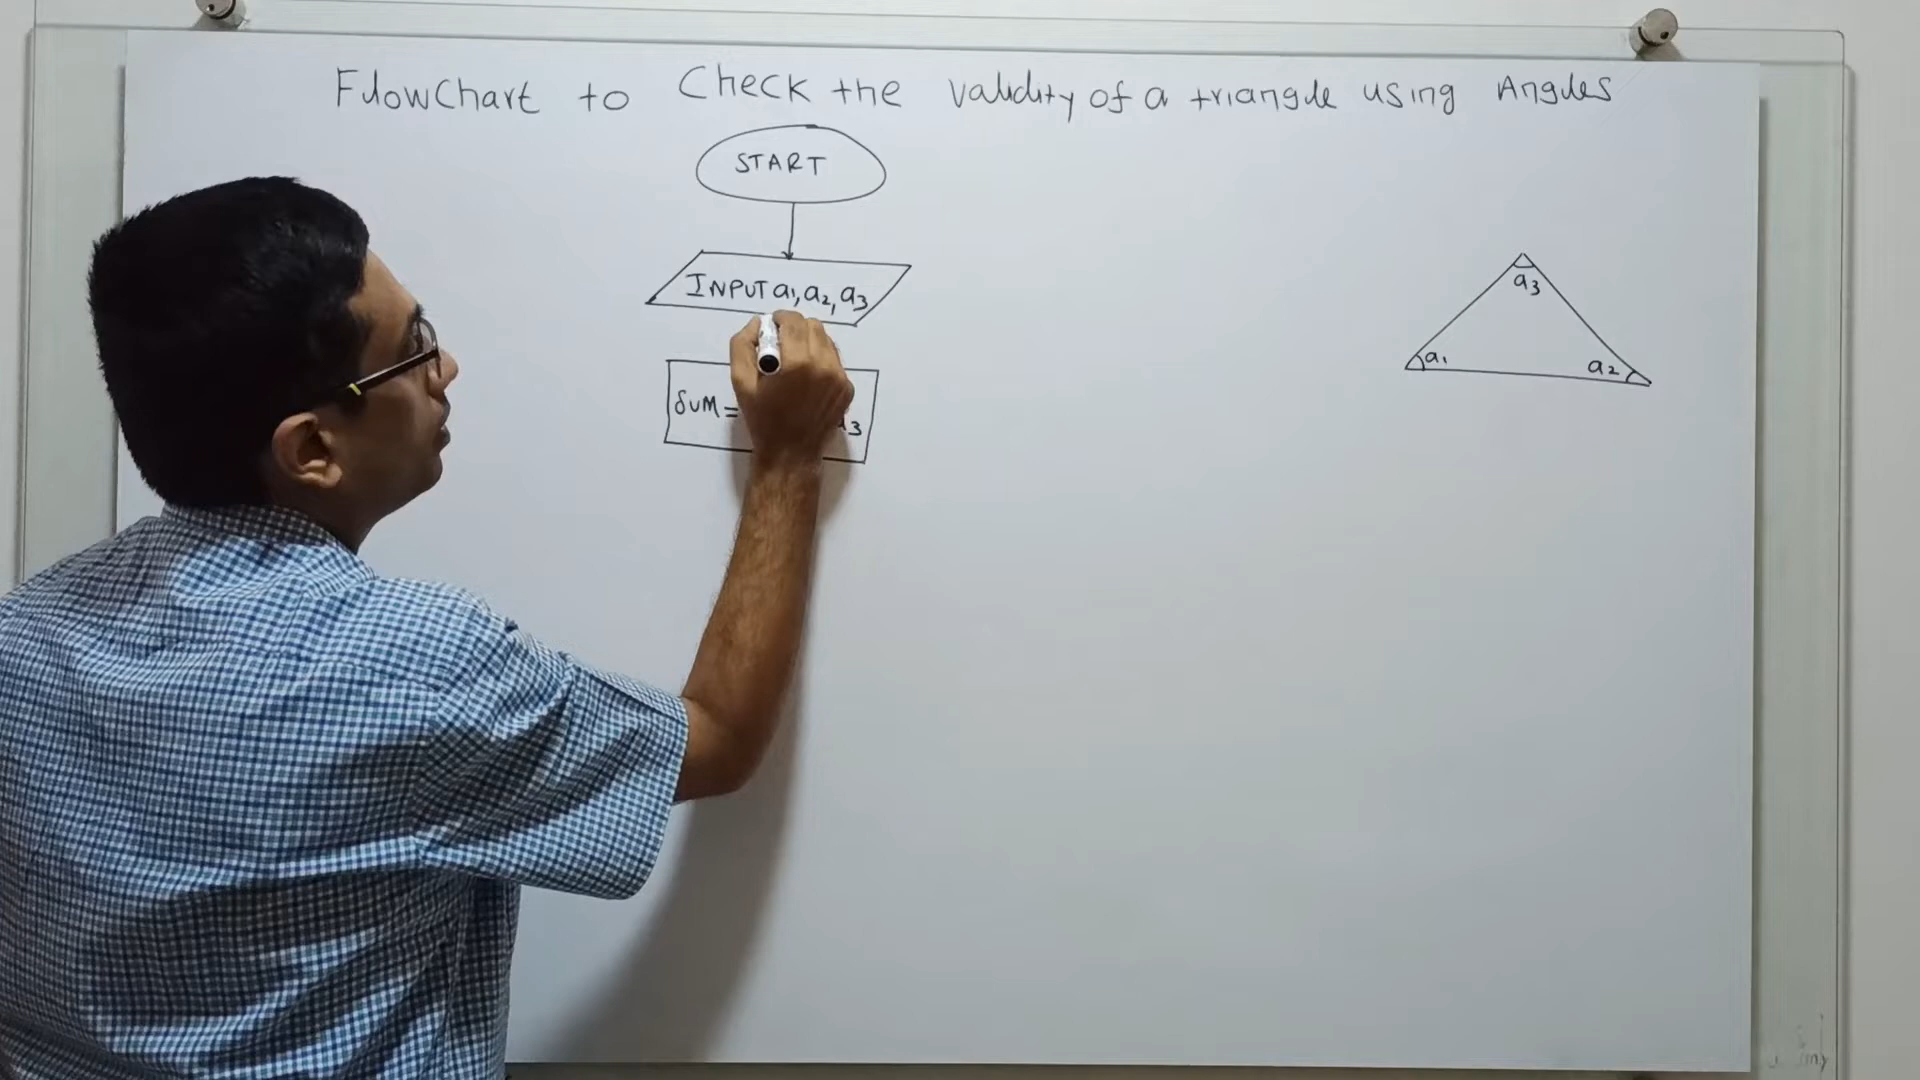 FlowChart to Check the validity of a triangle using Angles
START
INPUT a1, a2, a3
SUM =
a3
a1
a2